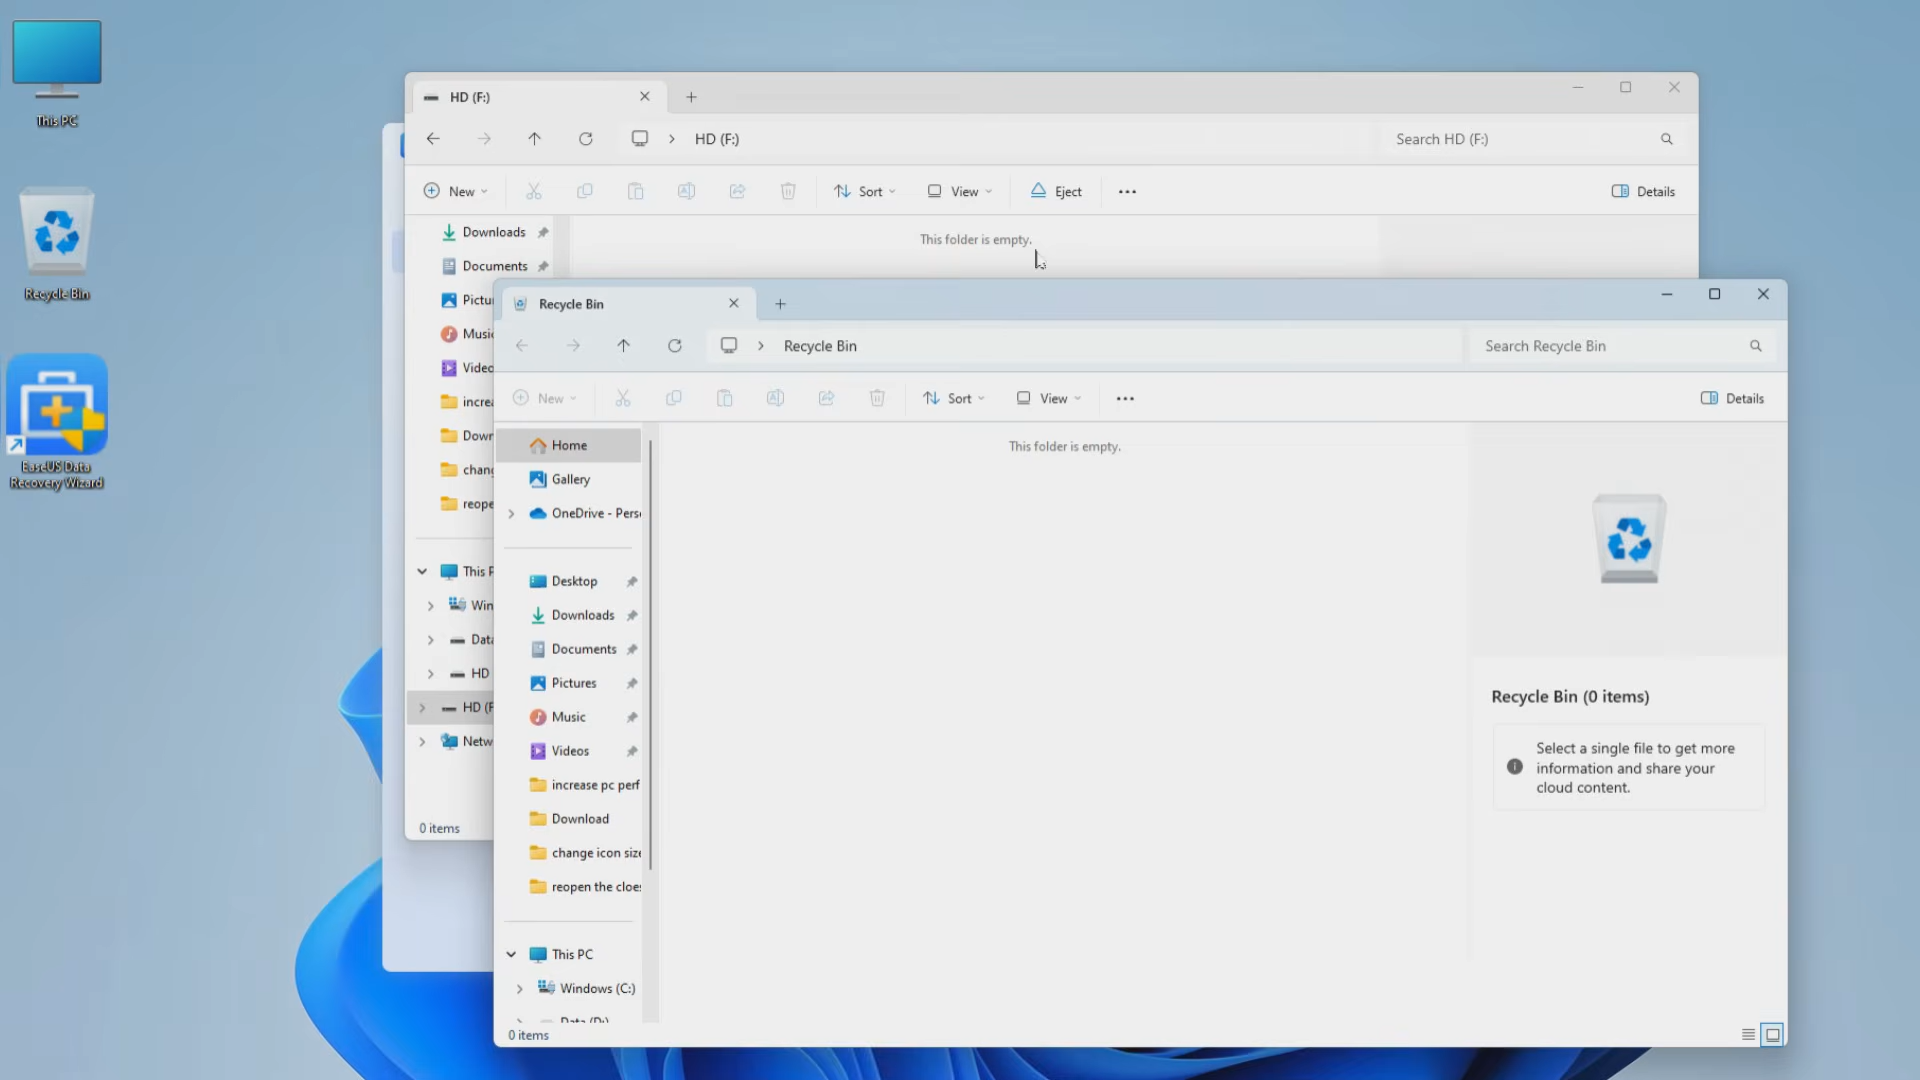 This PC
Recycle Bin
EaseUS Data
Recovery Wizard
HD (F:)
HD (F:)
Search HD (F:)
New
Sort
View
Eject
Details
Downloads
Documents
Pictu
Music
Video
increa
Down
chang
reope
This P
Win
Data
HD
HD (F
Netw
0 items
This folder is empty.
Recycle Bin
Recycle Bin
Search Recycle Bin
New
Sort
View
Details
Home
Gallery
OneDrive - Perso
Desktop
Downloads
Documents
Pictures
Music
Videos
increase pc perf
Download
change icon size
reopen the cloes
This PC
Windows (C:)
Data (D:)
0 items
This folder is empty.
Recycle Bin (0 items)
Select a single file to get more
information and share your
cloud content.